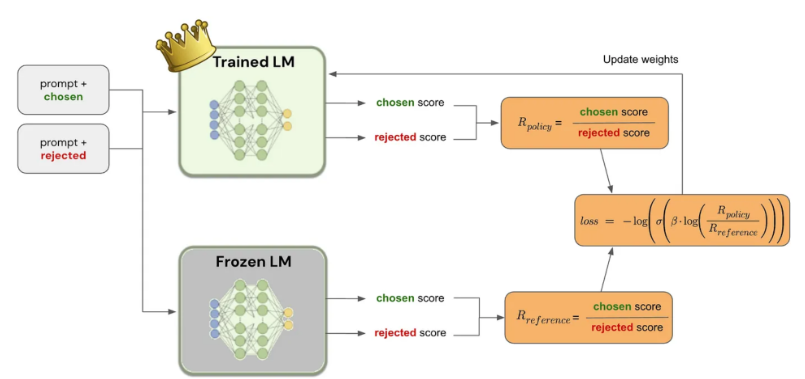 Update weights
Trained LM
prompt +
chosen
prompt +
rejected
chosen score
rejected score
R_policy = chosen score / rejected score
loss = −log(σ(β·log(R_policy / R_reference)))
Frozen LM
chosen score
rejected score
R_reference = chosen score / rejected score